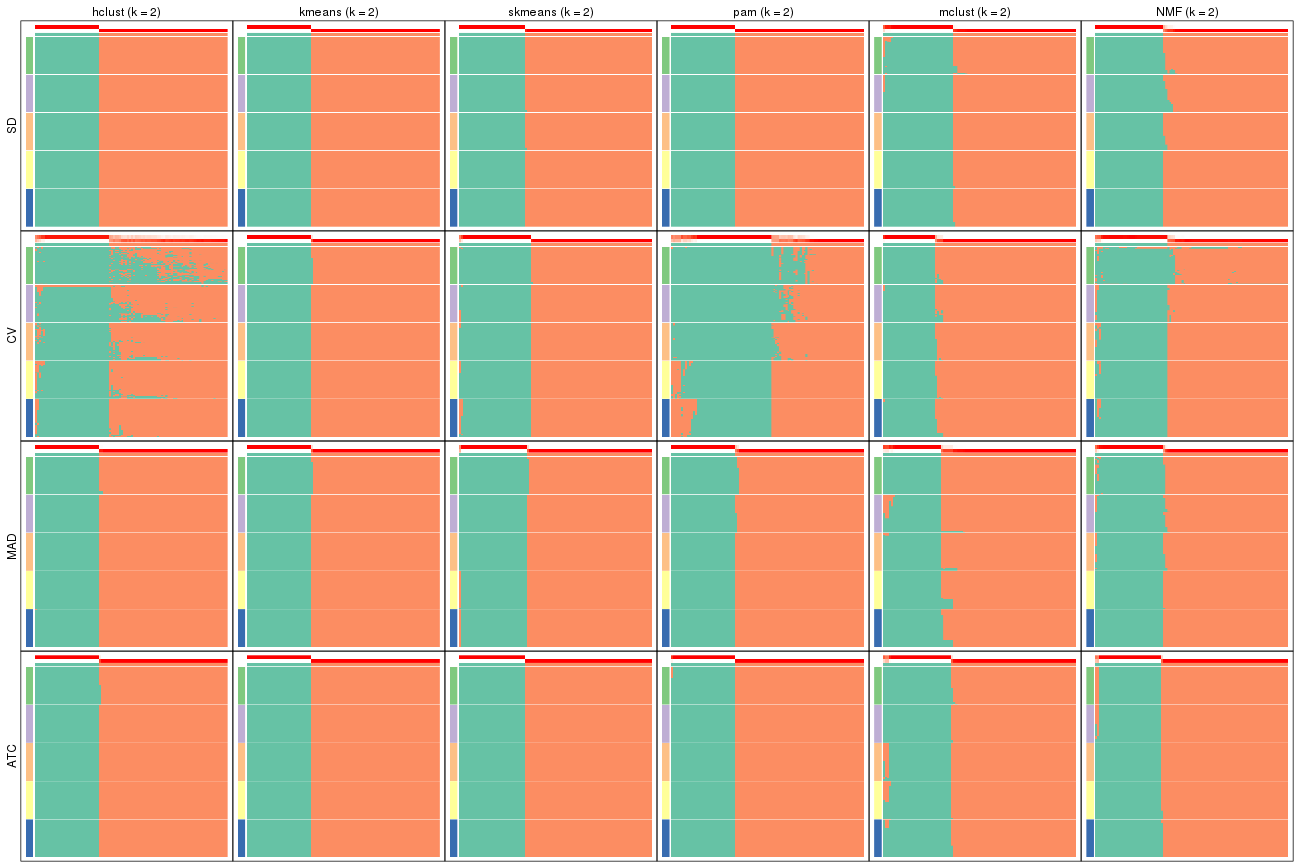 hclust (k = 2)
kmeans (k = 2)
skmeans (k = 2)
pam (k = 2)
mclust (k = 2)
NMF (k = 2)
SD
CV
MAD
ATC